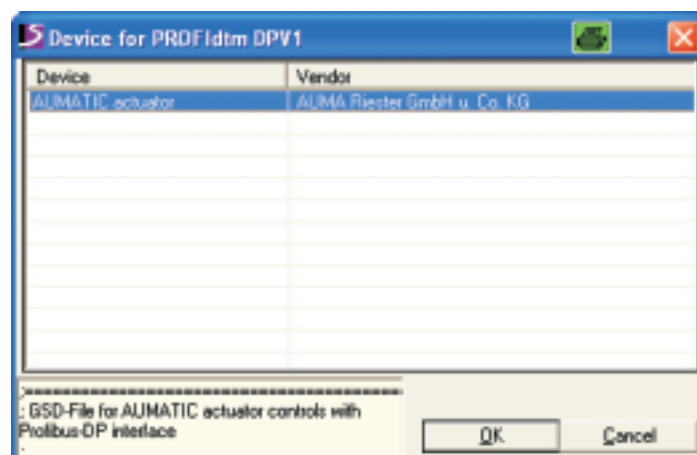 Device for PROFIdtm DPV1
Device Vendor
AUMATIC actuator AUMA Riester GmbH u. Co. KG
;==================================================
; GSD-File for AUMATIC actuator controls with
Profibus-DP interface
;
OK Cancel